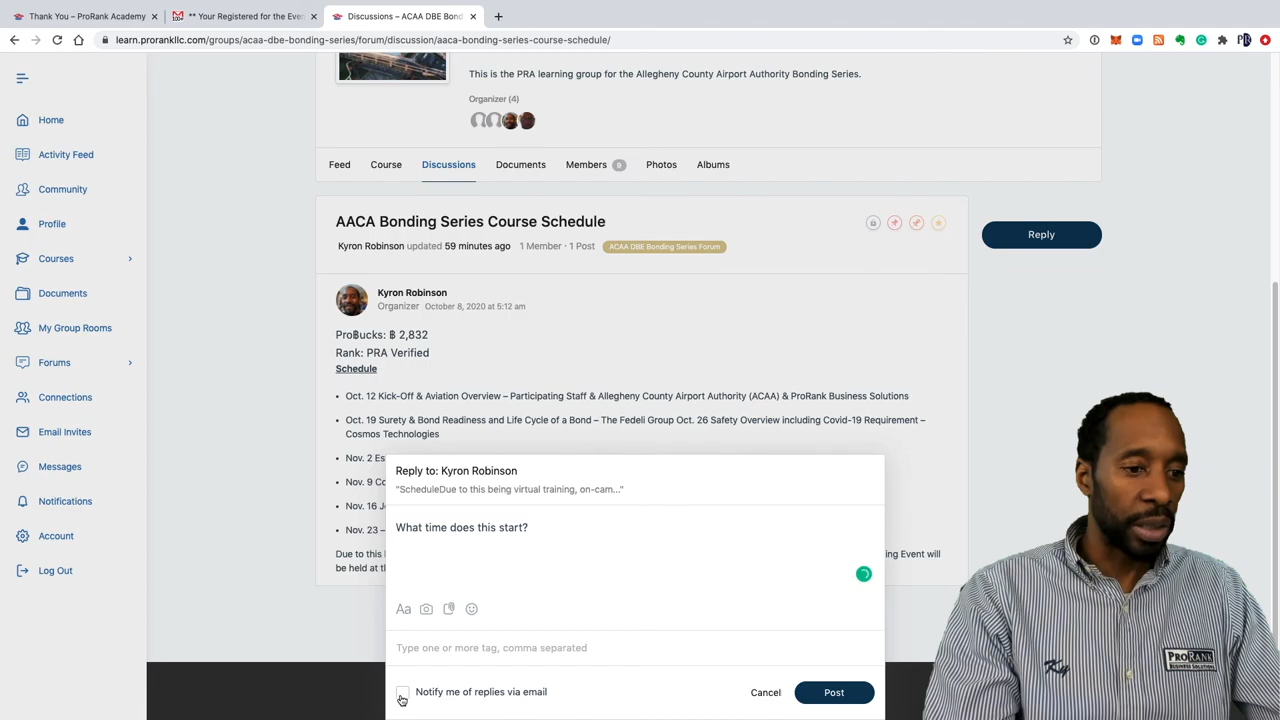 Thank You – ProRank Academy
** Your Registered for the Even
Discussions – ACAA DBE Bond
learn.prorankllc.com/groups/acaa-dbe-bonding-series/forum/discussion/aaca-bonding-series-course-schedule/
This is the PRA learning group for the Allegheny County Airport Authority Bonding Series.
Organizer (4)
Home
Activity Feed
Community
Profile
Courses
Documents
My Group Rooms
Forums
Connections
Email Invites
Messages
Notifications
Account
Log Out
Feed Course Discussions Documents Members 9 Photos Albums
AACA Bonding Series Course Schedule
Kyron Robinson updated 59 minutes ago 1 Member · 1 Post ACAA DBE Bonding Series Forum
Reply
Kyron Robinson
Organizer October 8, 2020 at 5:12 am
Pro฿ucks: ฿ 2,832
Rank: PRA Verified
Schedule
• Oct. 12 Kick-Off & Aviation Overview – Participating Staff & Allegheny County Airport Authority (ACAA) & ProRank Business Solutions
• Oct. 19 Surety & Bond Readiness and Life Cycle of a Bond – The Fedeli Group Oct. 26 Safety Overview including Covid-19 Requirement –
Cosmos Technologies
• Nov. 2 Es
• Nov. 9 Co
• Nov. 16 Je
• Nov. 23 –
Due to this ing Event will
be held at th
Reply to: Kyron Robinson
"ScheduleDue to this being virtual training, on-cam..."
What time does this start?
Aa
Type one or more tag, comma separated
Notify me of replies via email
Cancel Post
Ky
PRORANK
BUSINESS SOLUTIONS